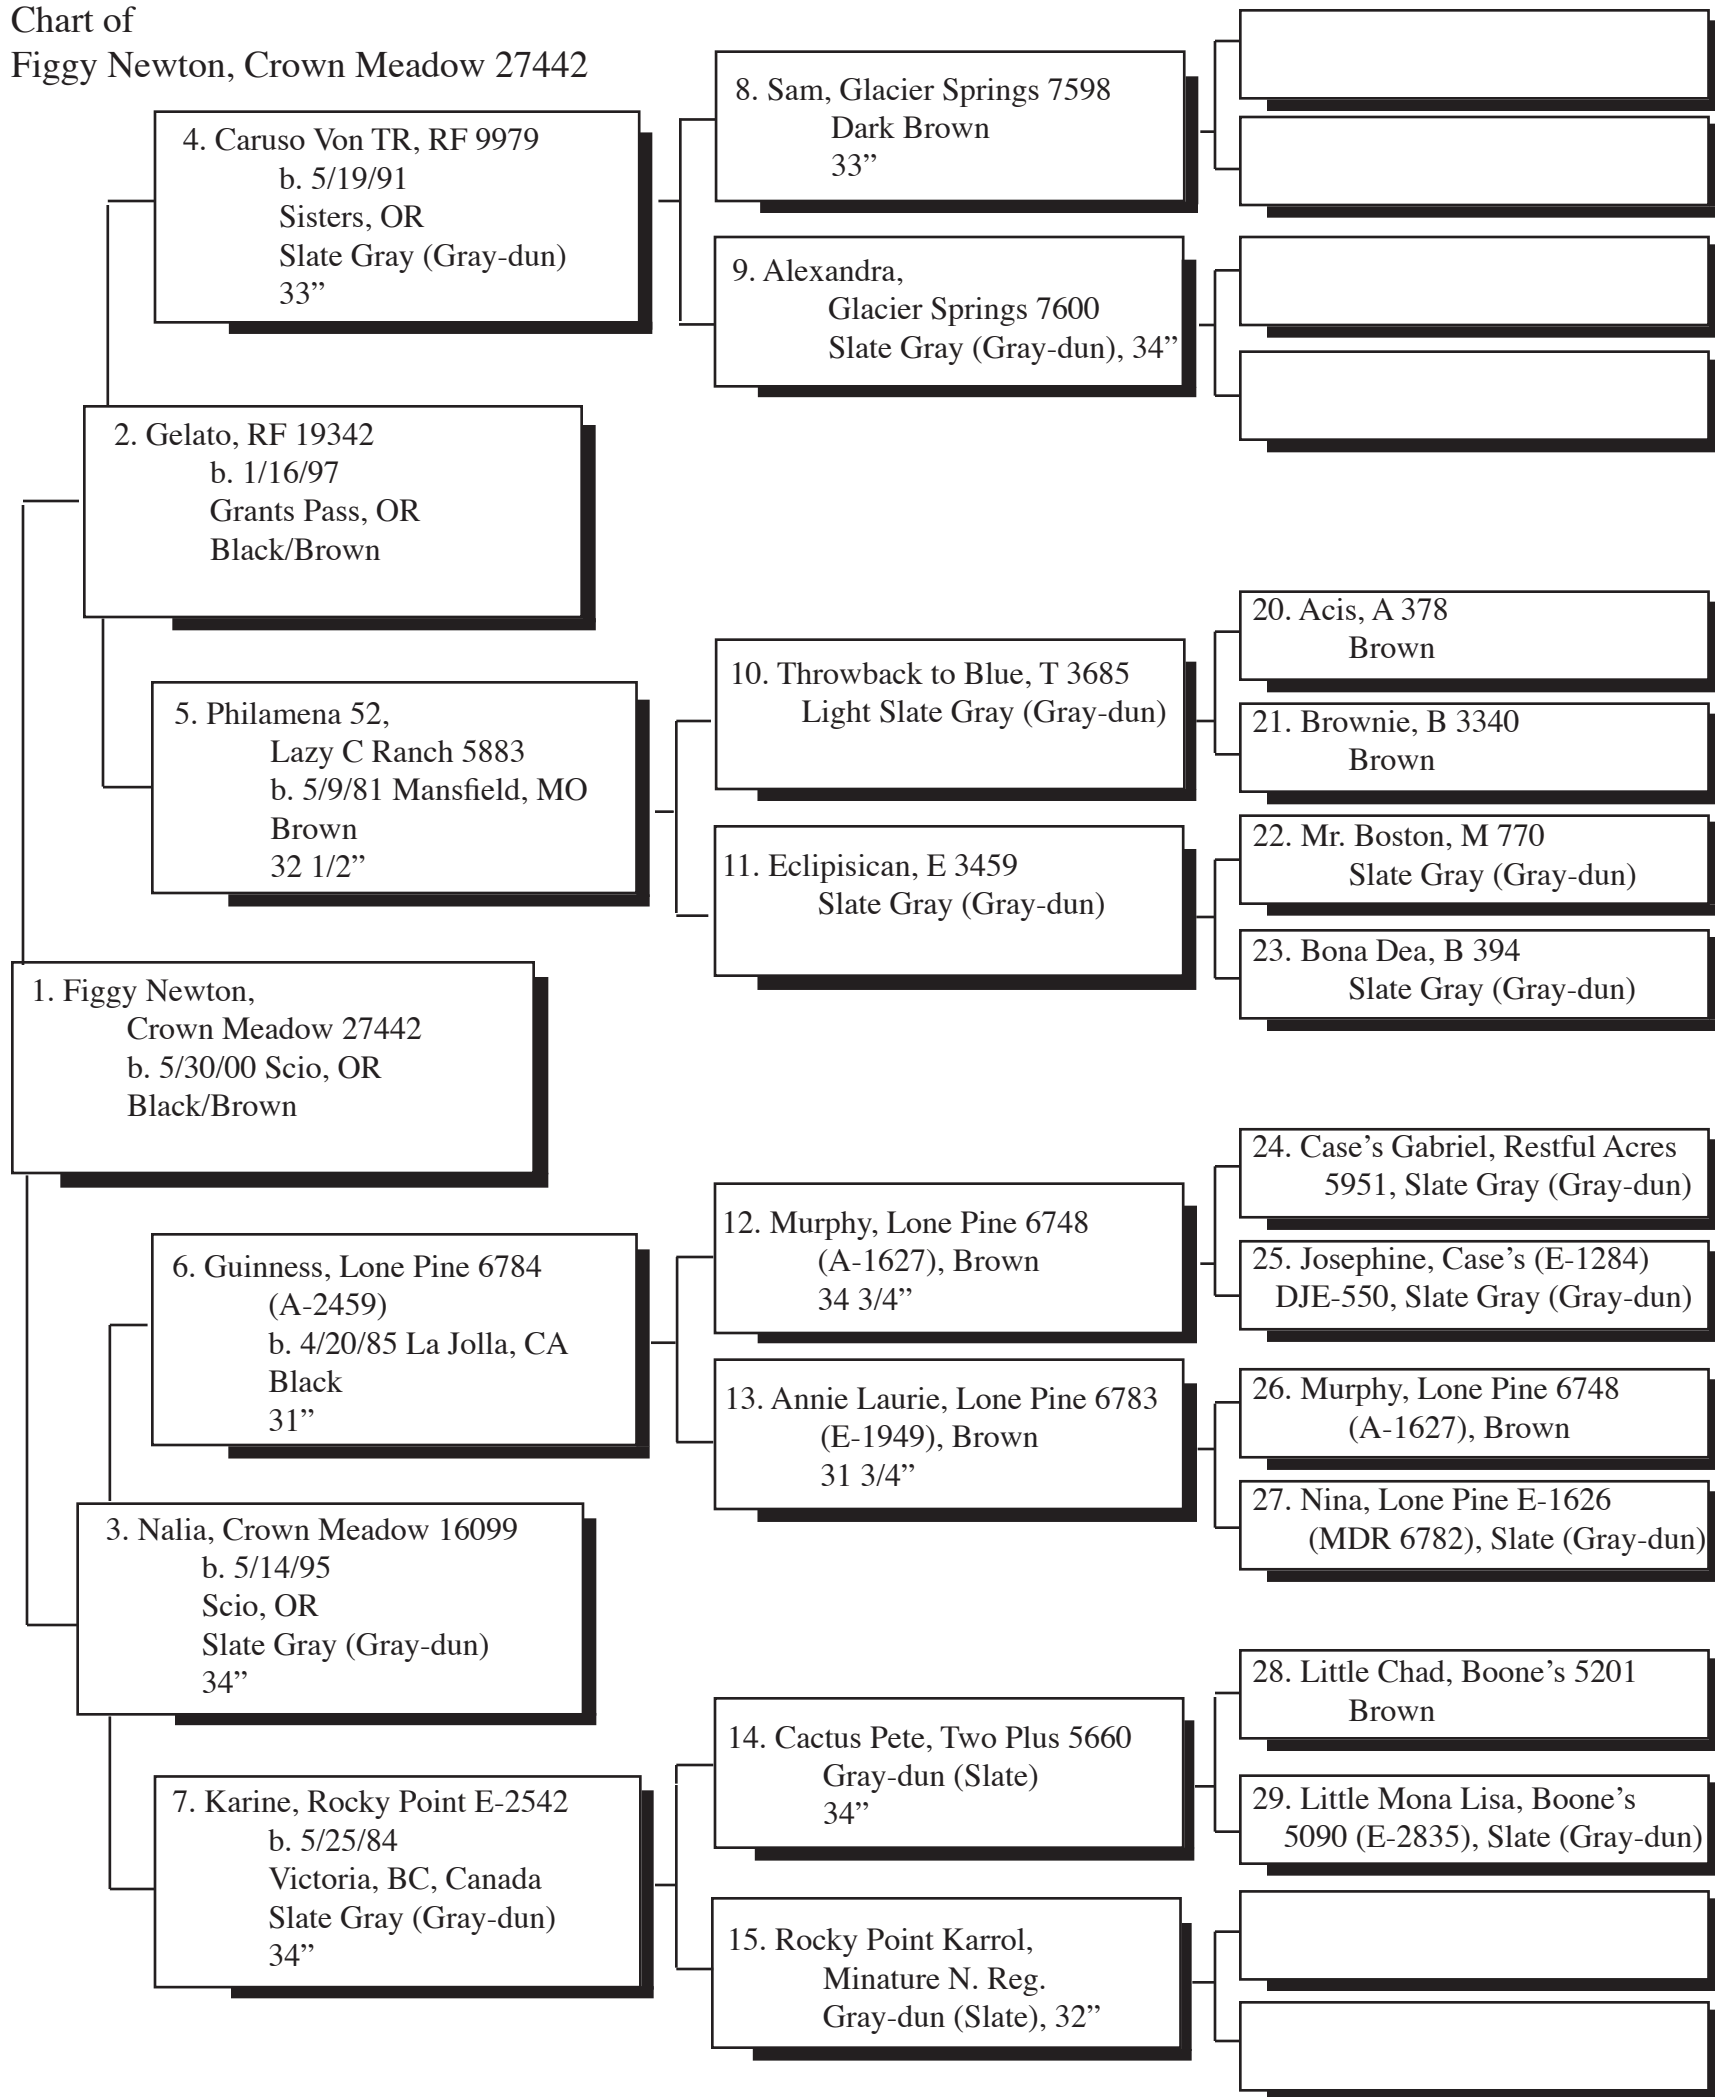 Chart of
Figgy Newton, Crown Meadow 27442
4. Caruso Von TR, RF 9979
b. 5/19/91
Sisters, OR
Slate Gray (Gray-dun)
33”
8. Sam, Glacier Springs 7598
Dark Brown
33”
9. Alexandra,
Glacier Springs 7600
Slate Gray (Gray-dun), 34”
2. Gelato, RF 19342
b. 1/16/97
Grants Pass, OR
Black/Brown
5. Philamena 52,
Lazy C Ranch 5883
b. 5/9/81 Mansfield, MO
Brown
32 1/2”
10. Throwback to Blue, T 3685
Light Slate Gray (Gray-dun)
11. Eclipisican, E 3459
Slate Gray (Gray-dun)
20. Acis, A 378
Brown
21. Brownie, B 3340
Brown
22. Mr. Boston, M 770
Slate Gray (Gray-dun)
23. Bona Dea, B 394
Slate Gray (Gray-dun)
1. Figgy Newton,
Crown Meadow 27442
b. 5/30/00 Scio, OR
Black/Brown
6. Guinness, Lone Pine 6784
(A-2459)
b. 4/20/85 La Jolla, CA
Black
31”
12. Murphy, Lone Pine 6748
(A-1627), Brown
34 3/4”
13. Annie Laurie, Lone Pine 6783
(E-1949), Brown
31 3/4”
24. Case’s Gabriel, Restful Acres
5951, Slate Gray (Gray-dun)
25. Josephine, Case’s (E-1284)
DJE-550, Slate Gray (Gray-dun)
26. Murphy, Lone Pine 6748
(A-1627), Brown
27. Nina, Lone Pine E-1626
(MDR 6782), Slate (Gray-dun)
3. Nalia, Crown Meadow 16099
b. 5/14/95
Scio, OR
Slate Gray (Gray-dun)
34”
7. Karine, Rocky Point E-2542
b. 5/25/84
Victoria, BC, Canada
Slate Gray (Gray-dun)
34”
14. Cactus Pete, Two Plus 5660
Gray-dun (Slate)
34”
15. Rocky Point Karrol,
Minature N. Reg.
Gray-dun (Slate), 32”
28. Little Chad, Boone’s 5201
Brown
29. Little Mona Lisa, Boone’s
5090 (E-2835), Slate (Gray-dun)